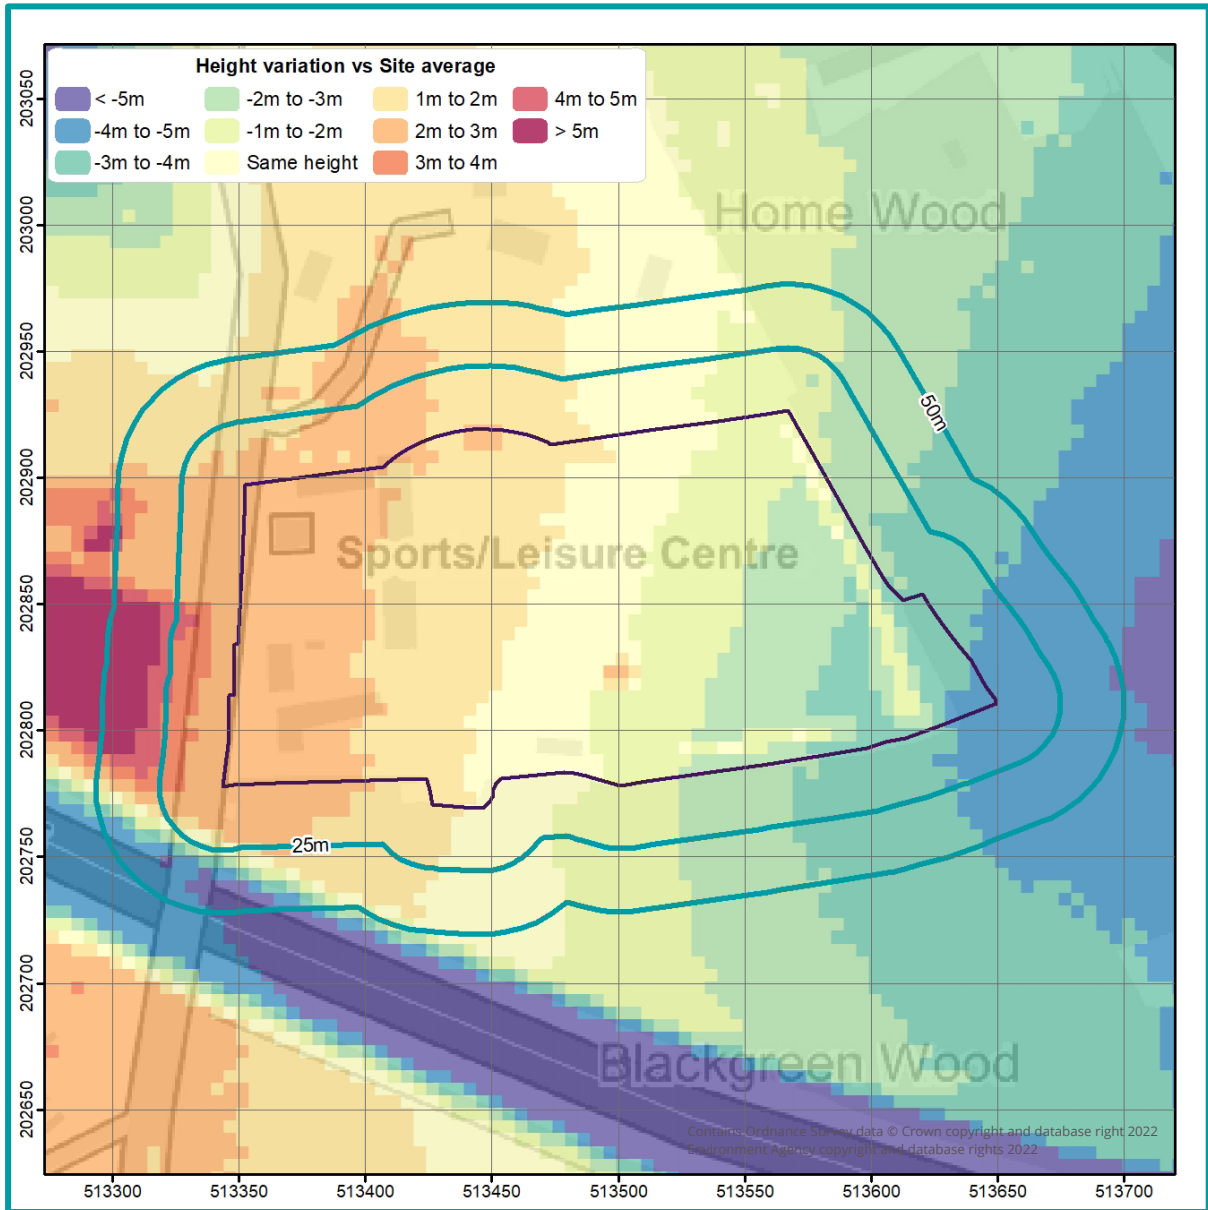 Height variation vs Site average
< -5m
-2m to -3m
1m to 2m
4m to 5m
-4m to -5m
-1m to -2m
2m to 3m
> 5m
-3m to -4m
Same height
3m to 4m
Home Wood
50m
Sports/Leisure Centre
25m
Blackgreen Wood
Contains Ordnance Survey data © Crown copyright and database right 2022
Environment Agency copyright and database rights 2022
203050
203000
202950
202900
202850
202800
202750
202700
202650
513300 513350 513400 513450 513500 513550 513600 513650 513700